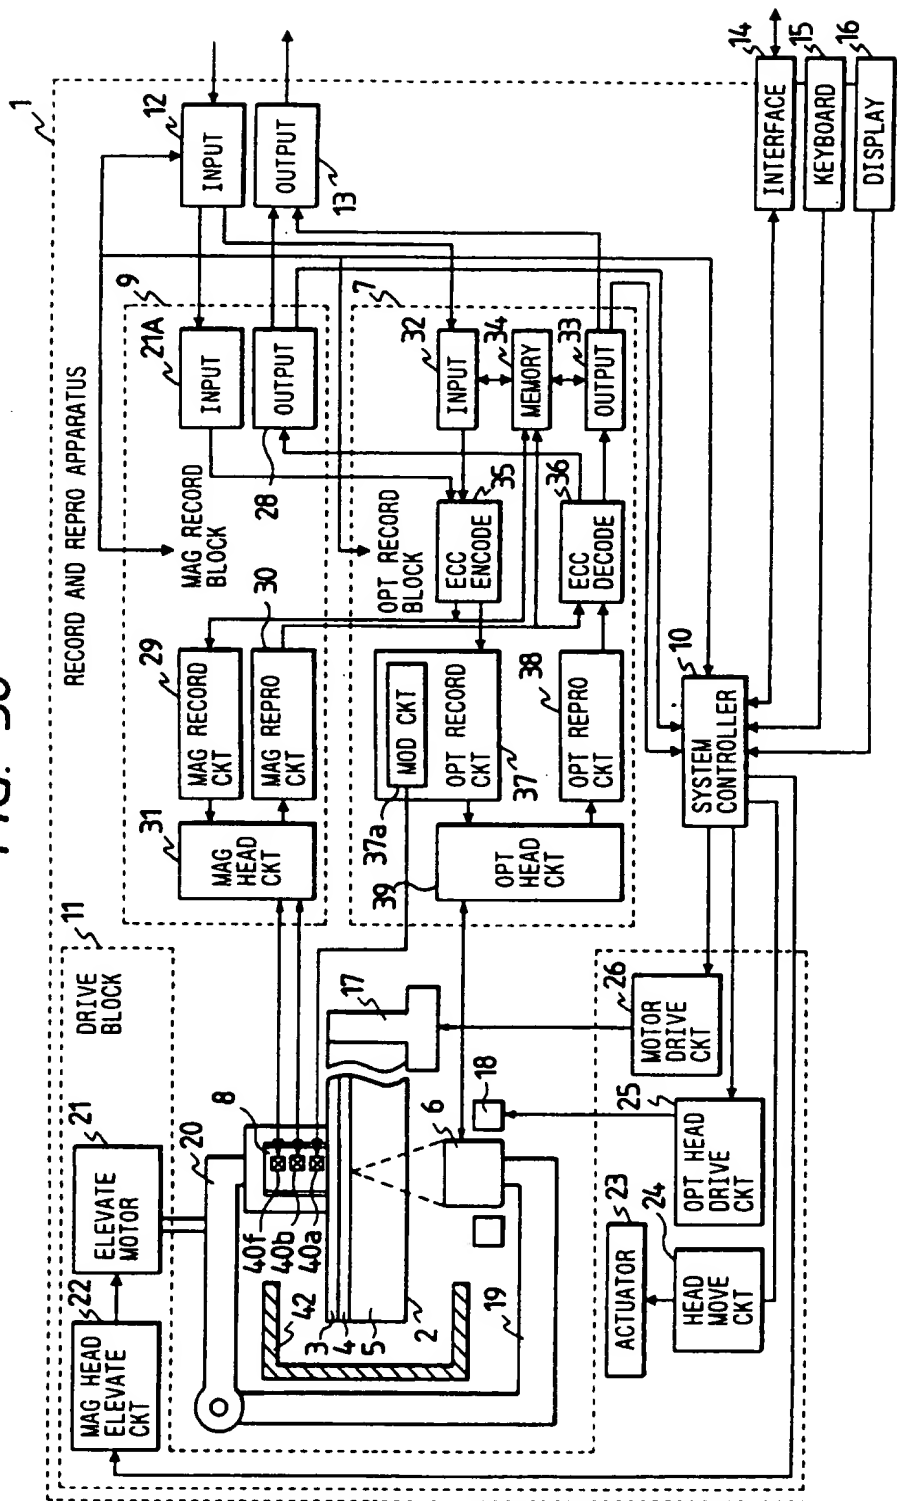 1
RECORD AND REPRO APPARATUS
11
DRIVE
BLOCK
22
MAG HEAD
ELEVATE
CKT
21
ELEVATE
MOTOR
20
8
40f
40b
40a
42
3
4
5
2
17
6
18
19
9
MAG RECORD
BLOCK
31
MAG HEAD
CKT
29
MAG RECORD
CKT
30
MAG REPRO
CKT
21A
INPUT
28
OUTPUT
12
INPUT
13
OUTPUT
7
OPT RECORD
BLOCK
37a
MOD CKT
OPT RECORD
CKT
37
39
OPT HEAD
CKT
38
OPT REPRO
CKT
35
ECC
ENCODE
36
ECC
DECODE
32
INPUT
34
MEMORY
33
OUTPUT
23
ACTUATOR
24
HEAD
MOVE
CKT
25
OPT HEAD
DRIVE
CKT
26
MOTOR
DRIVE
CKT
10
SYSTEM
CONTROLLER
14
INTERFACE
15
KEYBOARD
16
DISPLAY